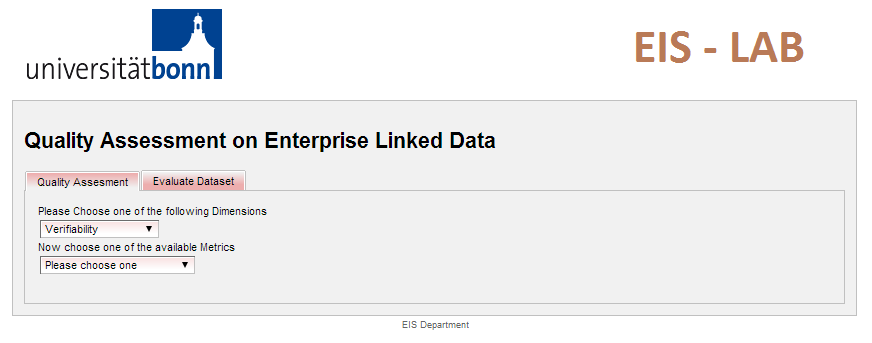 universitätbonn
EIS - LAB
Quality Assessment on Enterprise Linked Data
Quality Assesment
Evaluate Dataset
Please Choose one of the following Dimensions
Verifiability
Now choose one of the available Metrics
Please choose one
EIS Department